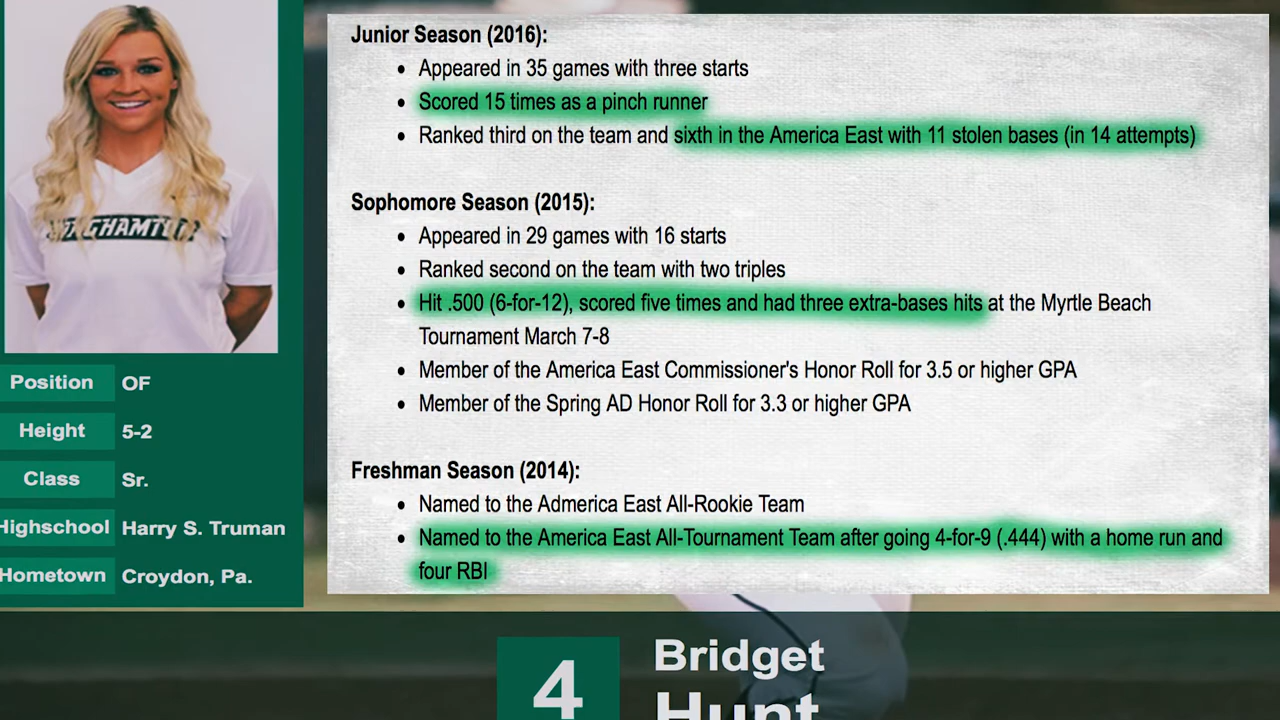 Junior Season (2016):
Appeared in 35 games with three starts
Scored 15 times as a pinch runner
Ranked third on the team and sixth in the America East with 11 stolen bases (in 14 attempts)
Sophomore Season (2015):
Appeared in 29 games with 16 starts
Ranked second on the team with two triples
Hit .500 (6-for-12), scored five times and had three extra-bases hits at the Myrtle Beach
Tournament March 7-8
Member of the America East Commissioner's Honor Roll for 3.5 or higher GPA
Member of the Spring AD Honor Roll for 3.3 or higher GPA
Freshman Season (2014):
Named to the Admerica East All-Rookie Team
Named to the America East All-Tournament Team after going 4-for-9 (.444) with a home run and
four RBI
BINGHAMTON
Position OF
Height 5-2
Class Sr.
Highschool Harry S. Truman
Hometown Croydon, Pa.
4
Bridget
Hunt